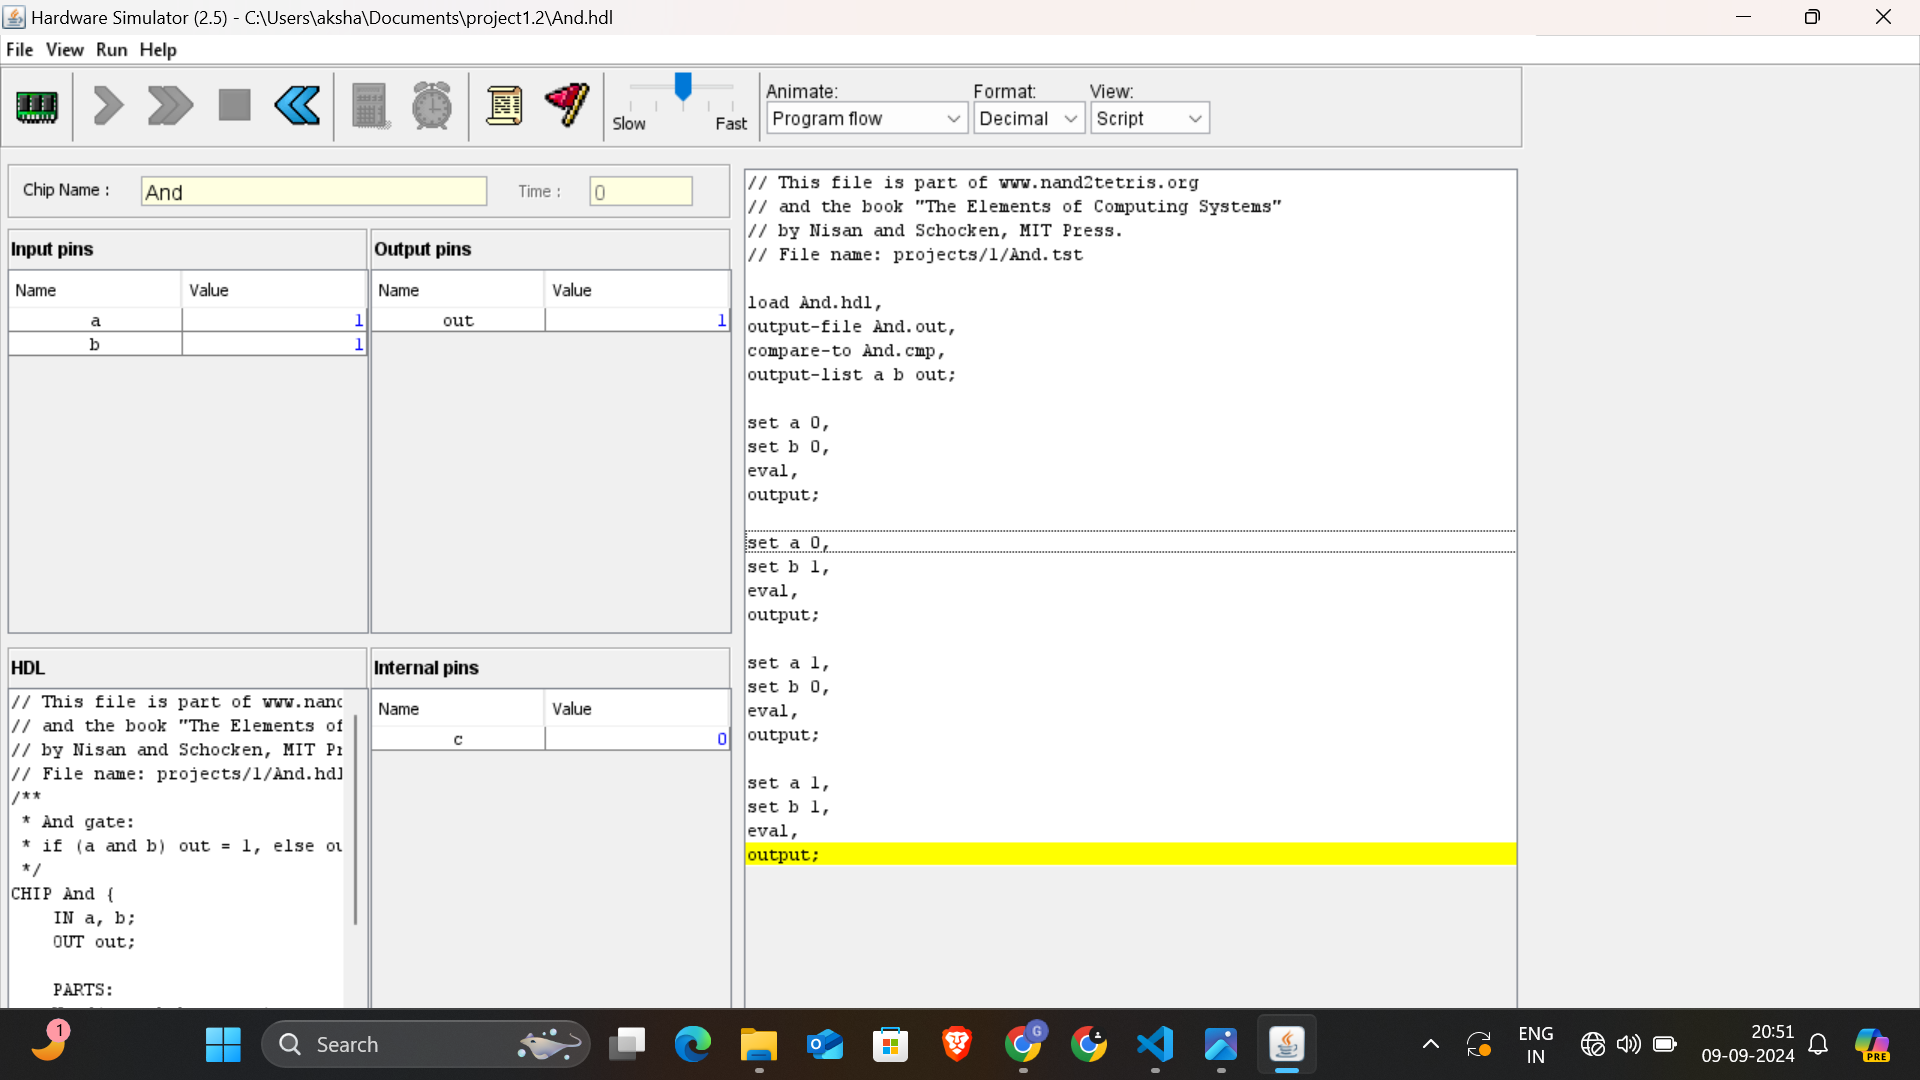 Hardware Simulator (2.5) - C:\Users\aksha\Documents\project1.2\And.hdl
File View Run Help
Slow Fast
Animate: Format: View:
Program flow Decimal Script
Chip Name : And Time : 0
Input pins
Name Value
a 1
b 1
Output pins
Name Value
out 1
HDL
// This file is part of www.nand
// and the book "The Elements of
// by Nisan and Schocken, MIT Pr
// File name: projects/1/And.hdl
/**
* And gate:
* if (a and b) out = 1, else ou
*/
CHIP And {
IN a, b;
OUT out;
PARTS:
Internal pins
Name Value
c 0
// This file is part of www.nand2tetris.org
// and the book "The Elements of Computing Systems"
// by Nisan and Schocken, MIT Press.
// File name: projects/1/And.tst
load And.hdl,
output-file And.out,
compare-to And.cmp,
output-list a b out;
set a 0,
set b 0,
eval,
output;
set a 0,
set b 1,
eval,
output;
set a 1,
set b 0,
eval,
output;
set a 1,
set b 1,
eval,
output;
1
Search
G
ENG
IN
20:51
09-09-2024
PRE